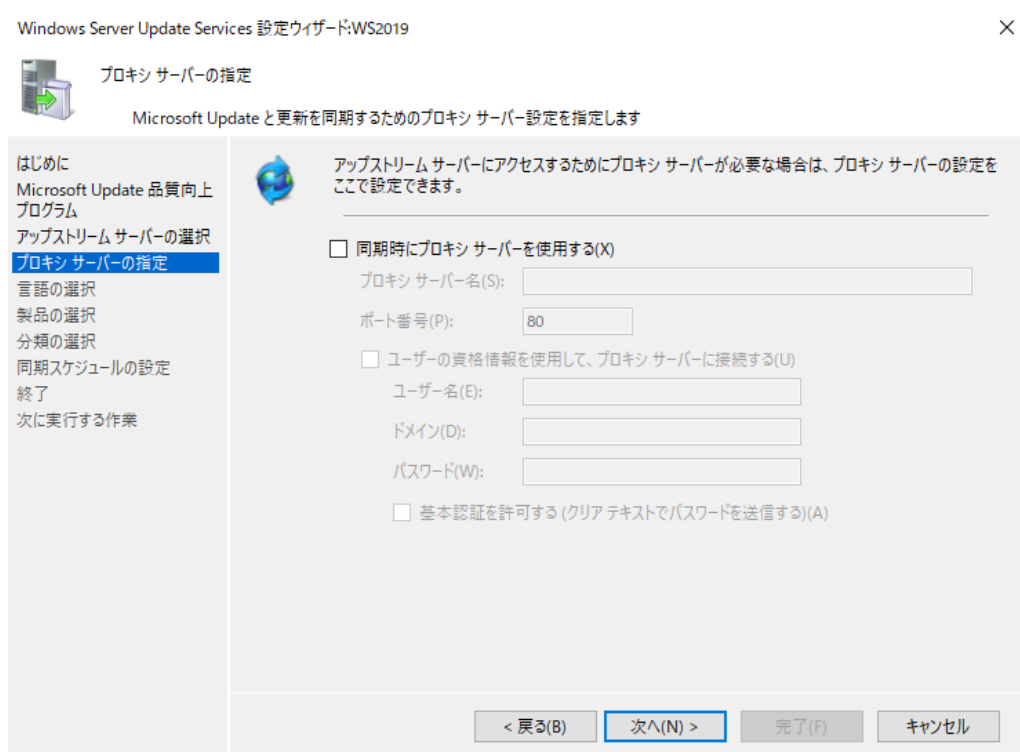 Windows Server Update Services 設定ウィザード:WS2019
プロキシ サーバーの指定
Microsoft Update と更新を同期するためのプロキシ サーバー設定を指定します
はじめに
Microsoft Update 品質向上
プログラム
アップストリーム サーバーの選択
プロキシ サーバーの指定
言語の選択
製品の選択
分類の選択
同期スケジュールの設定
終了
次に実行する作業
アップストリーム サーバーにアクセスするためにプロキシ サーバーが必要な場合は、プロキシ サーバーの設定を
ここで設定できます。
同期時にプロキシ サーバーを使用する(X)
プロキシ サーバー名(S):
ポート番号(P):
80
ユーザーの資格情報を使用して、プロキシ サーバーに接続する(U)
ユーザー名(E):
ドメイン(D):
パスワード(W):
基本認証を許可する (クリア テキストでパスワードを送信する)(A)
< 戻る(B)
次へ(N) >
完了(F)
キャンセル